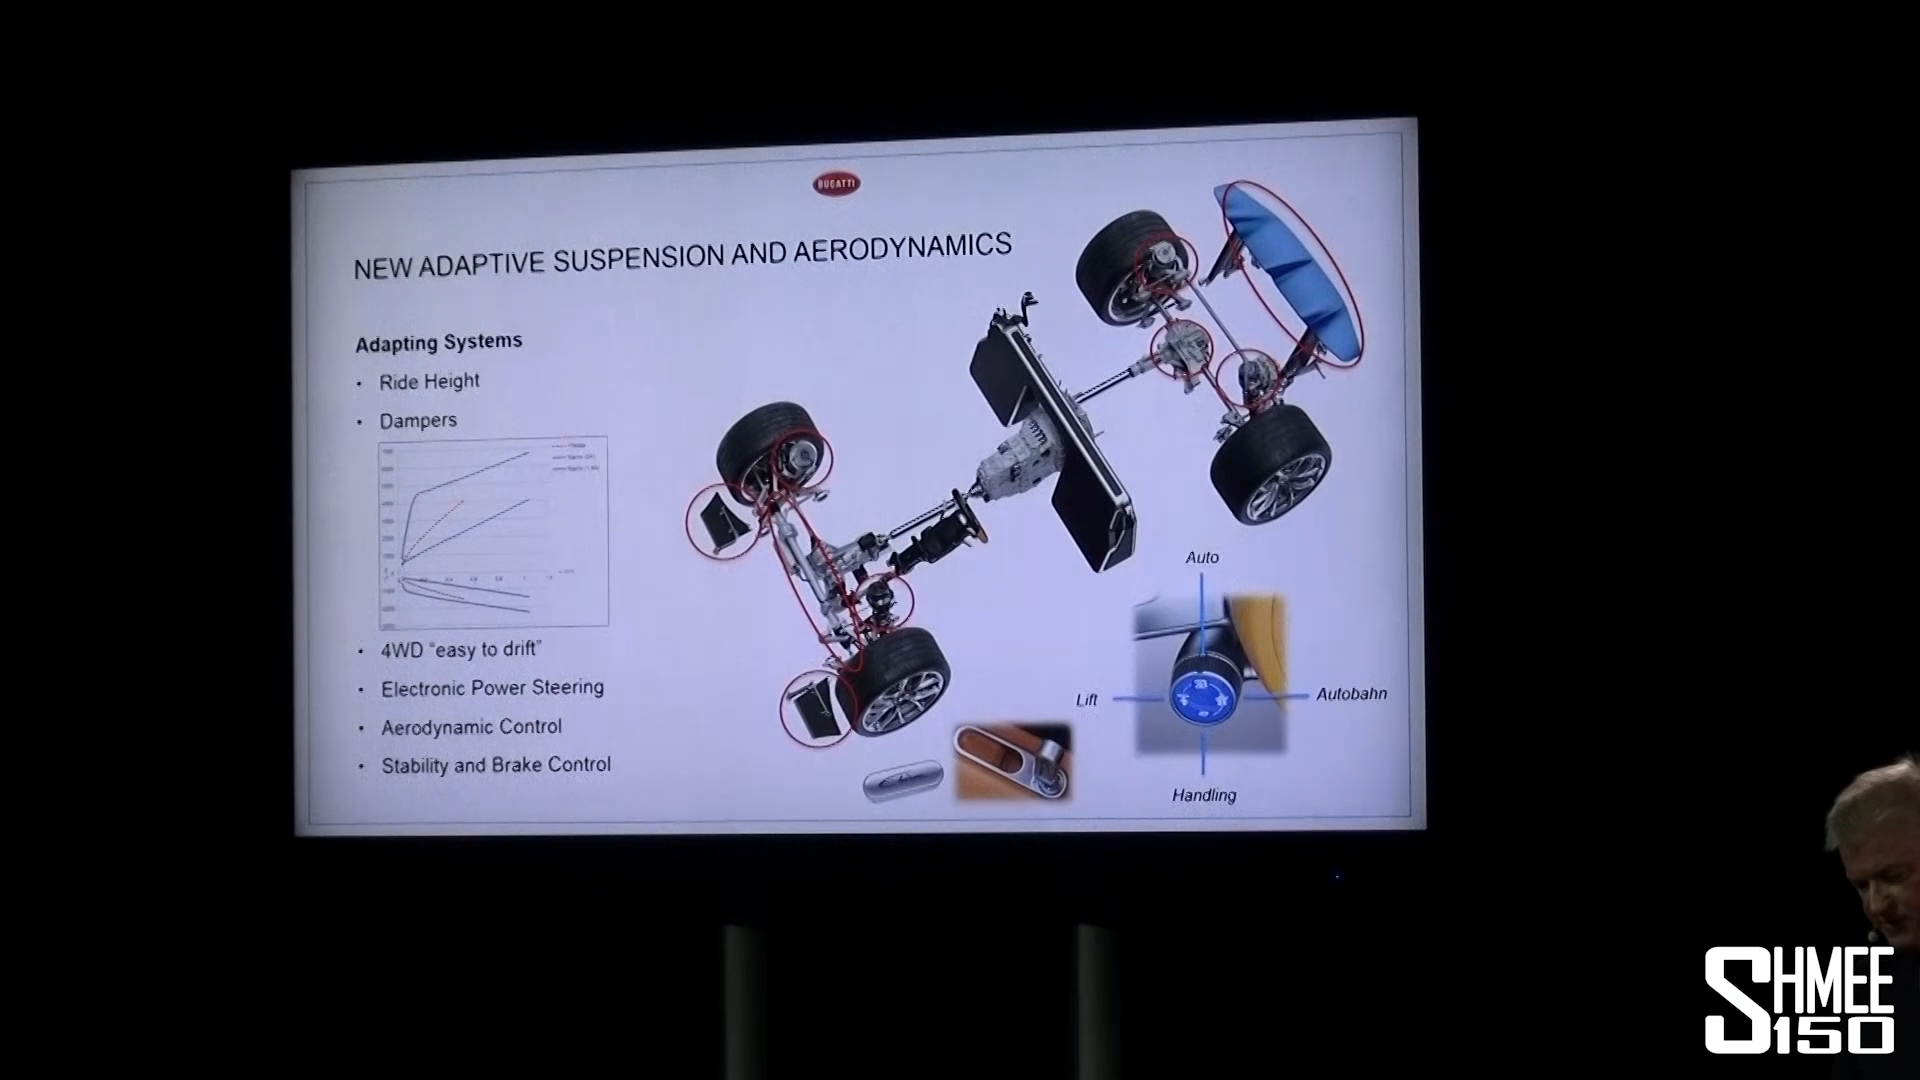 BUGATTI
NEW ADAPTIVE SUSPENSION AND AERODYNAMICS
Adapting Systems
• Ride Height
• Dampers
• 4WD “easy to drift”
• Electronic Power Steering
• Aerodynamic Control
• Stability and Brake Control
Auto
Lift
Autobahn
Handling
SHMEE
150